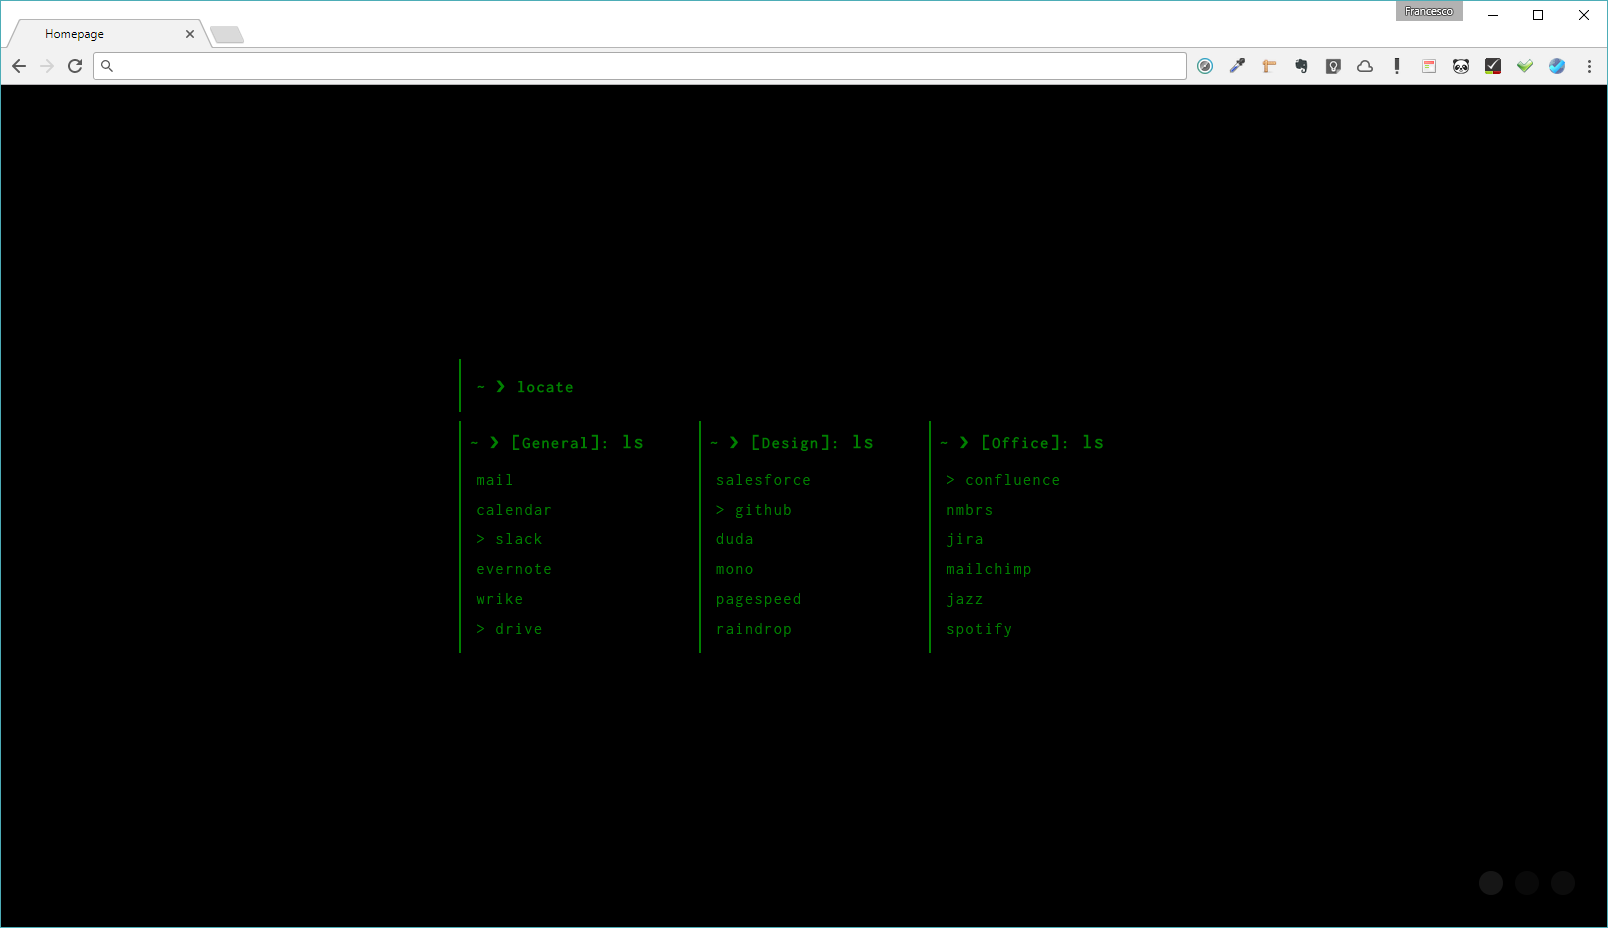 Francesco
Homepage
~ ❯ locate
~ ❯ [General]: ls
mail
calendar
> slack
evernote
wrike
> drive
~ ❯ [Design]: ls
salesforce
> github
duda
mono
pagespeed
raindrop
~ ❯ [Office]: ls
> confluence
nmbrs
jira
mailchimp
jazz
spotify